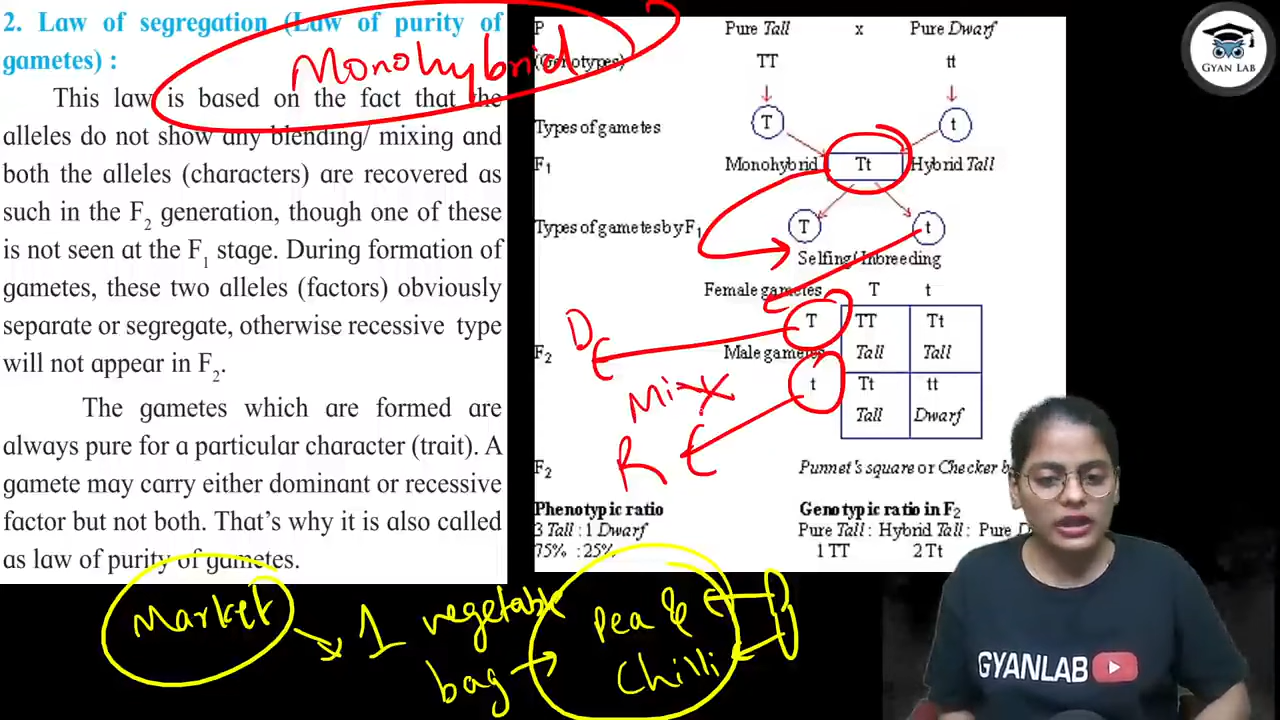 2. Law of segregation (Law of purity of
gametes) :
This law is based on the fact that the
alleles do not show any blending/ mixing and
both the alleles (characters) are recovered as
such in the F2 generation, though one of these
is not seen at the F1 stage. During formation of
gametes, these two alleles (factors) obviously
separate or segregate, otherwise recessive type
will not appear in F2.
The gametes which are formed are
always pure for a particular character (trait). A
gamete may carry either dominant or recessive
factor but not both. That's why it is also called
as law of purity of gametes.
Monohybrid
P Pure Tall x Pure Dwarf
(Genotypes) TT tt
Types of gametes T t
F1 Monohybrid Tt Hybrid Tall
Types of gametes by F1 T t
Selfing/Inbreeding
Female gametes T t
T TT Tt
F2 Male gametes Tall Tall
t Tt tt
Tall Dwarf
F2 Punnet's square or Checker b
Phenotypic ratio Genotypic ratio in F2
3 Tall : 1 Dwarf Pure Tall : Hybrid Tall : Pure D
75% : 25% 1 TT 2 Tt
D
Mix
R
Market 1 vegetable
bag
Pea &
Chilli
GYAN LAB
GYANLAB